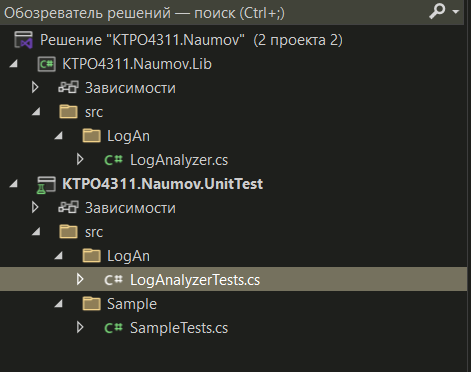 Обозреватель решений — поиск (Ctrl+;)
Решение "KTPO4311.Naumov" (2 проекта 2)
C# KTPO4311.Naumov.Lib
Зависимости
src
LogAn
C# LogAnalyzer.cs
KTPO4311.Naumov.UnitTest
Зависимости
src
LogAn
C# LogAnalyzerTests.cs
Sample
C# SampleTests.cs